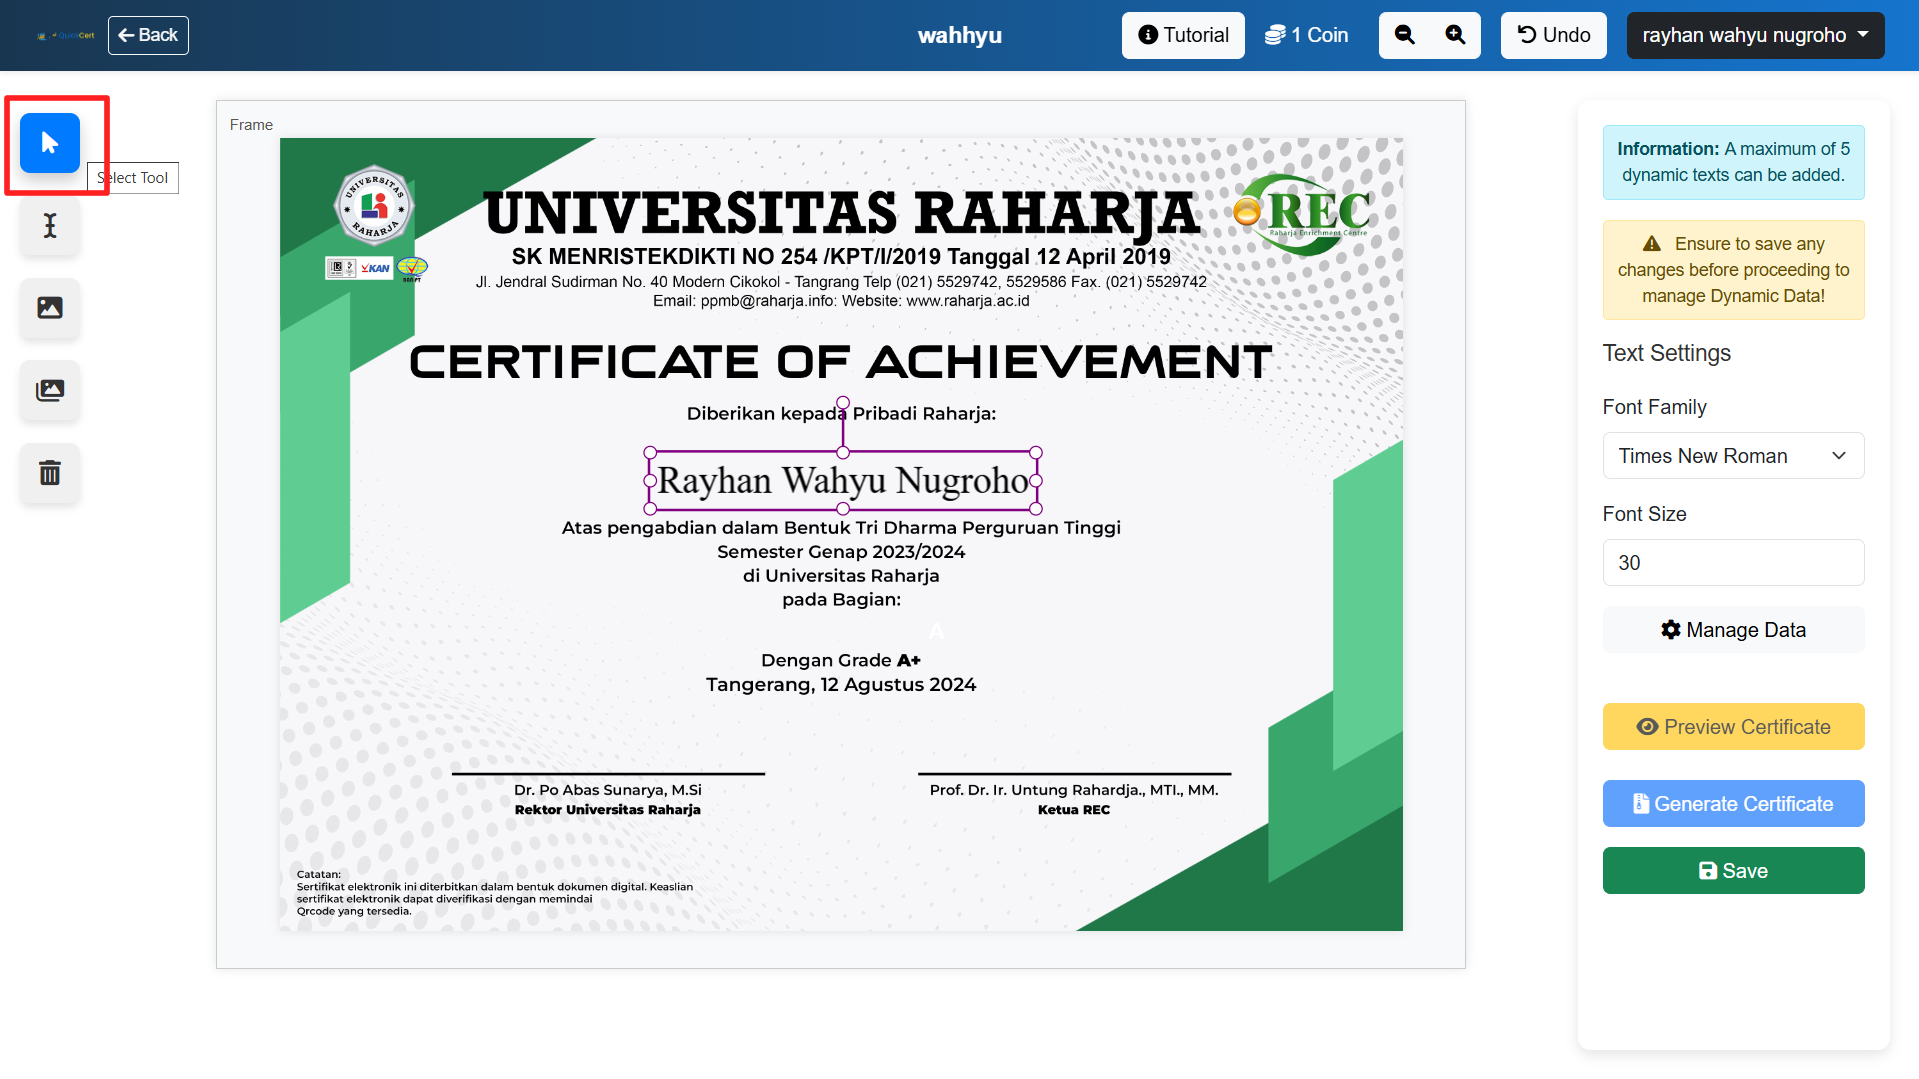 QuickCert
Back
wahhyu
Tutorial
1 Coin
Undo
rayhan wahyu nugroho
Select Tool
Frame
UNIVERSITAS
RAHARJA
KAN
UNIVERSITAS RAHARJA
SK MENRISTEKDIKTI NO 254 /KPT/I/2019 Tanggal 12 April 2019
Jl. Jendral Sudirman No. 40 Modern Cikokol - Tangrang Telp (021) 5529742, 5529586 Fax. (021) 5529742
Email: ppmb@raharja.info: Website: www.raharja.ac.id
REC
Raharja Enrichment Centre
CERTIFICATE OF ACHIEVEMENT
Diberikan kepada Pribadi Raharja:
Rayhan Wahyu Nugroho
Atas pengabdian dalam Bentuk Tri Dharma Perguruan Tinggi
Semester Genap 2023/2024
di Universitas Raharja
pada Bagian:
A
Dengan Grade A+
Tangerang, 12 Agustus 2024
Dr. Po Abas Sunarya, M.Si
Rektor Universitas Raharja
Prof. Dr. Ir. Untung Rahardja., MTI., MM.
Ketua REC
Catatan:
Sertifikat elektronik ini diterbitkan dalam bentuk dokumen digital. Keaslian
sertifikat elektronik dapat diverifikasi dengan memindai
Qrcode yang tersedia.
Information: A maximum of 5
dynamic texts can be added.
Ensure to save any
changes before proceeding to
manage Dynamic Data!
Text Settings
Font Family
Times New Roman
Font Size
30
Manage Data
Preview Certificate
Generate Certificate
Save